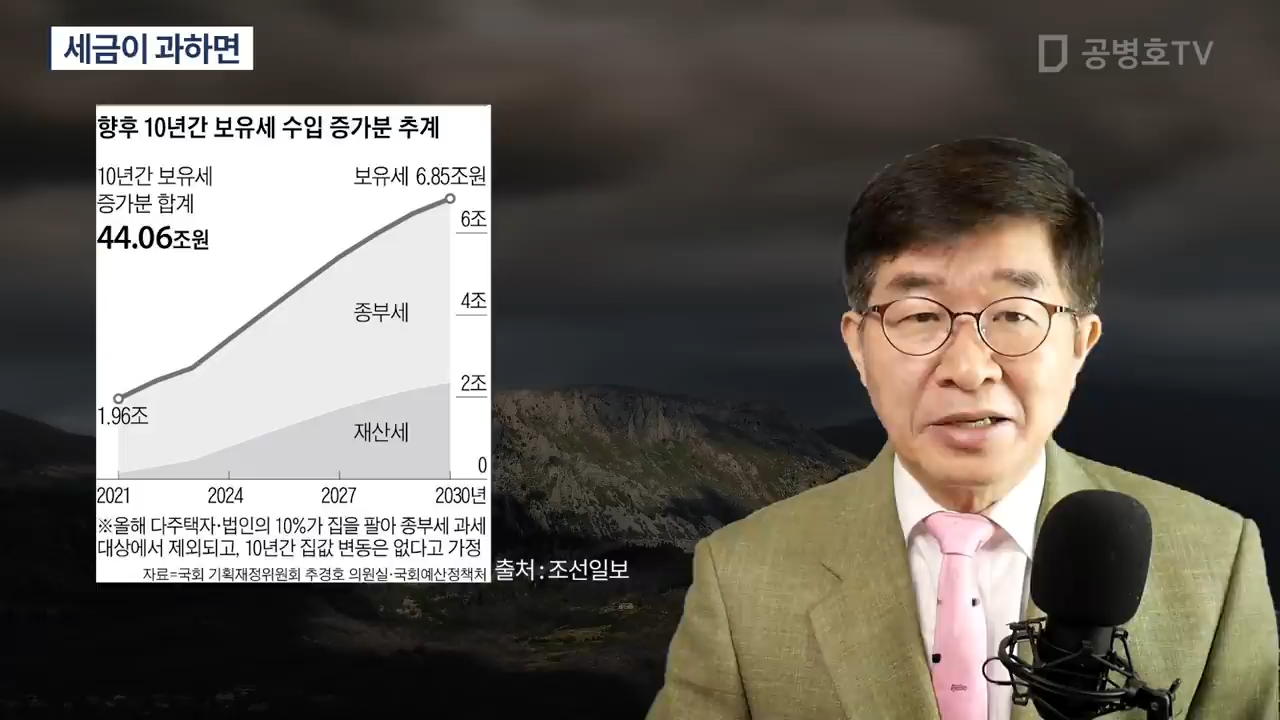 세금이 과하면
공병호TV
향후 10년간 보유세 수입 증가분 추계
10년간 보유세
증가분 합계
44.06조원
보유세 6.85조원
6조
4조
2조
0
종부세
재산세
1.96조
2021 2024 2027 2030년
※올해 다주택자·법인의 10%가 집을 팔아 종부세 과세
대상에서 제외되고, 10년간 집값 변동은 없다고 가정
자료=국회 기획재정위원회 추경호 의원실·국회예산정책처
출처 : 조선일보